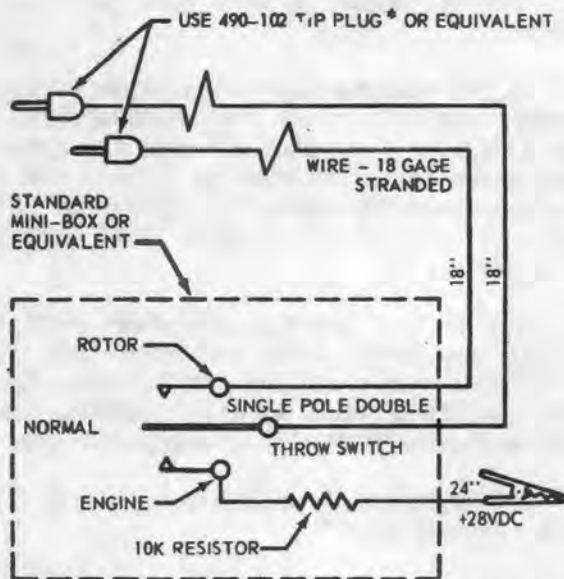 USE 490-102 TIP PLUG* OR EQUIVALENT
WIRE - 18 GAGE
STRANDED
STANDARD
MINI-BOX OR
EQUIVALENT
18"
18"
ROTOR
SINGLE POLE DOUBLE
NORMAL
THROW SWITCH
ENGINE
24"
+28VDC
10K RESISTOR